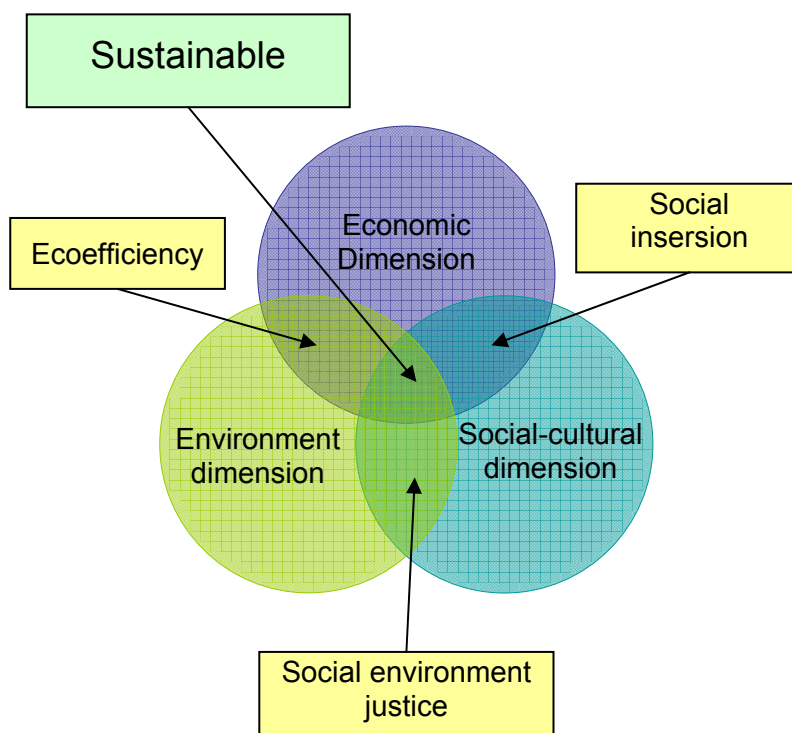 Sustainable
Economic
Dimension
Social
insersion
Ecoefficiency
Environment
dimension
Social-cultural
dimension
Social environment
justice